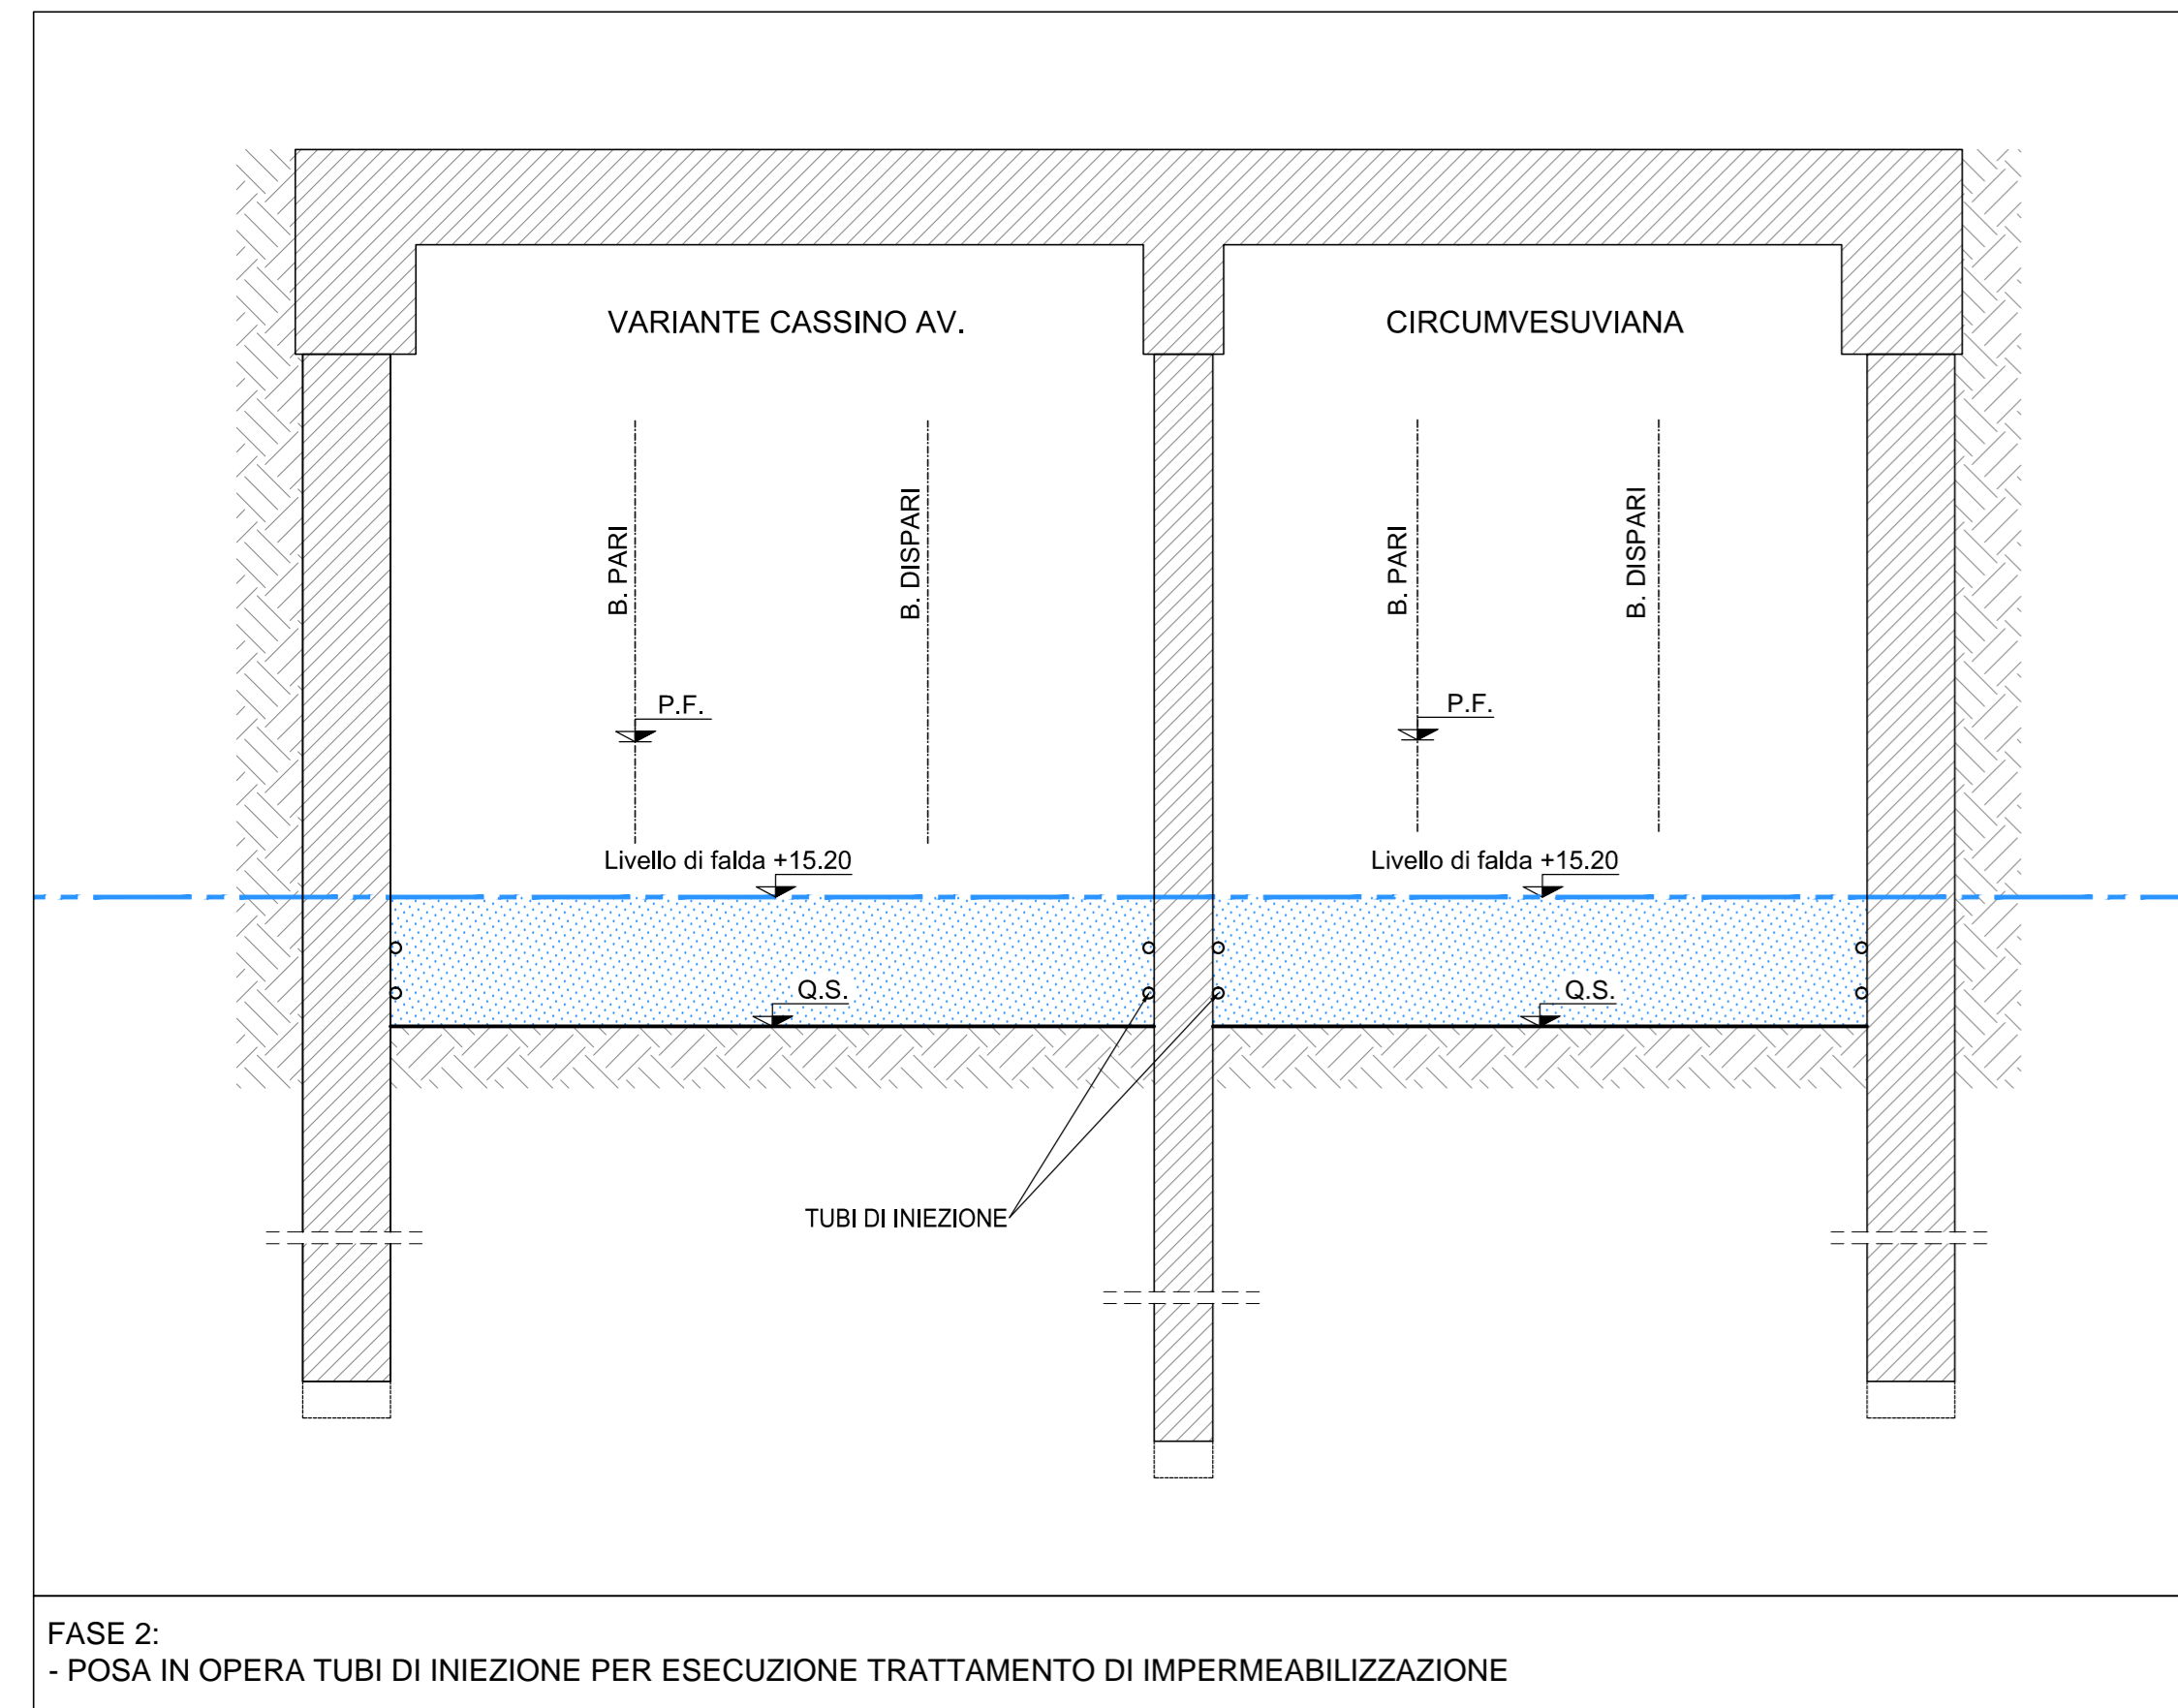 VARIANTE CASSINO AV.
CIRCUMVESUVIANA
B. PARI
B. DISPARI
B. PARI
B. DISPARI
P.F.
P.F.
Livello di falda +15.20
Livello di falda +15.20
Q.S.
Q.S.
TUBI DI INIEZIONE
FASE 2:
- POSA IN OPERA TUBI DI INIEZIONE PER ESECUZIONE TRATTAMENTO DI IMPERMEABILIZZAZIONE